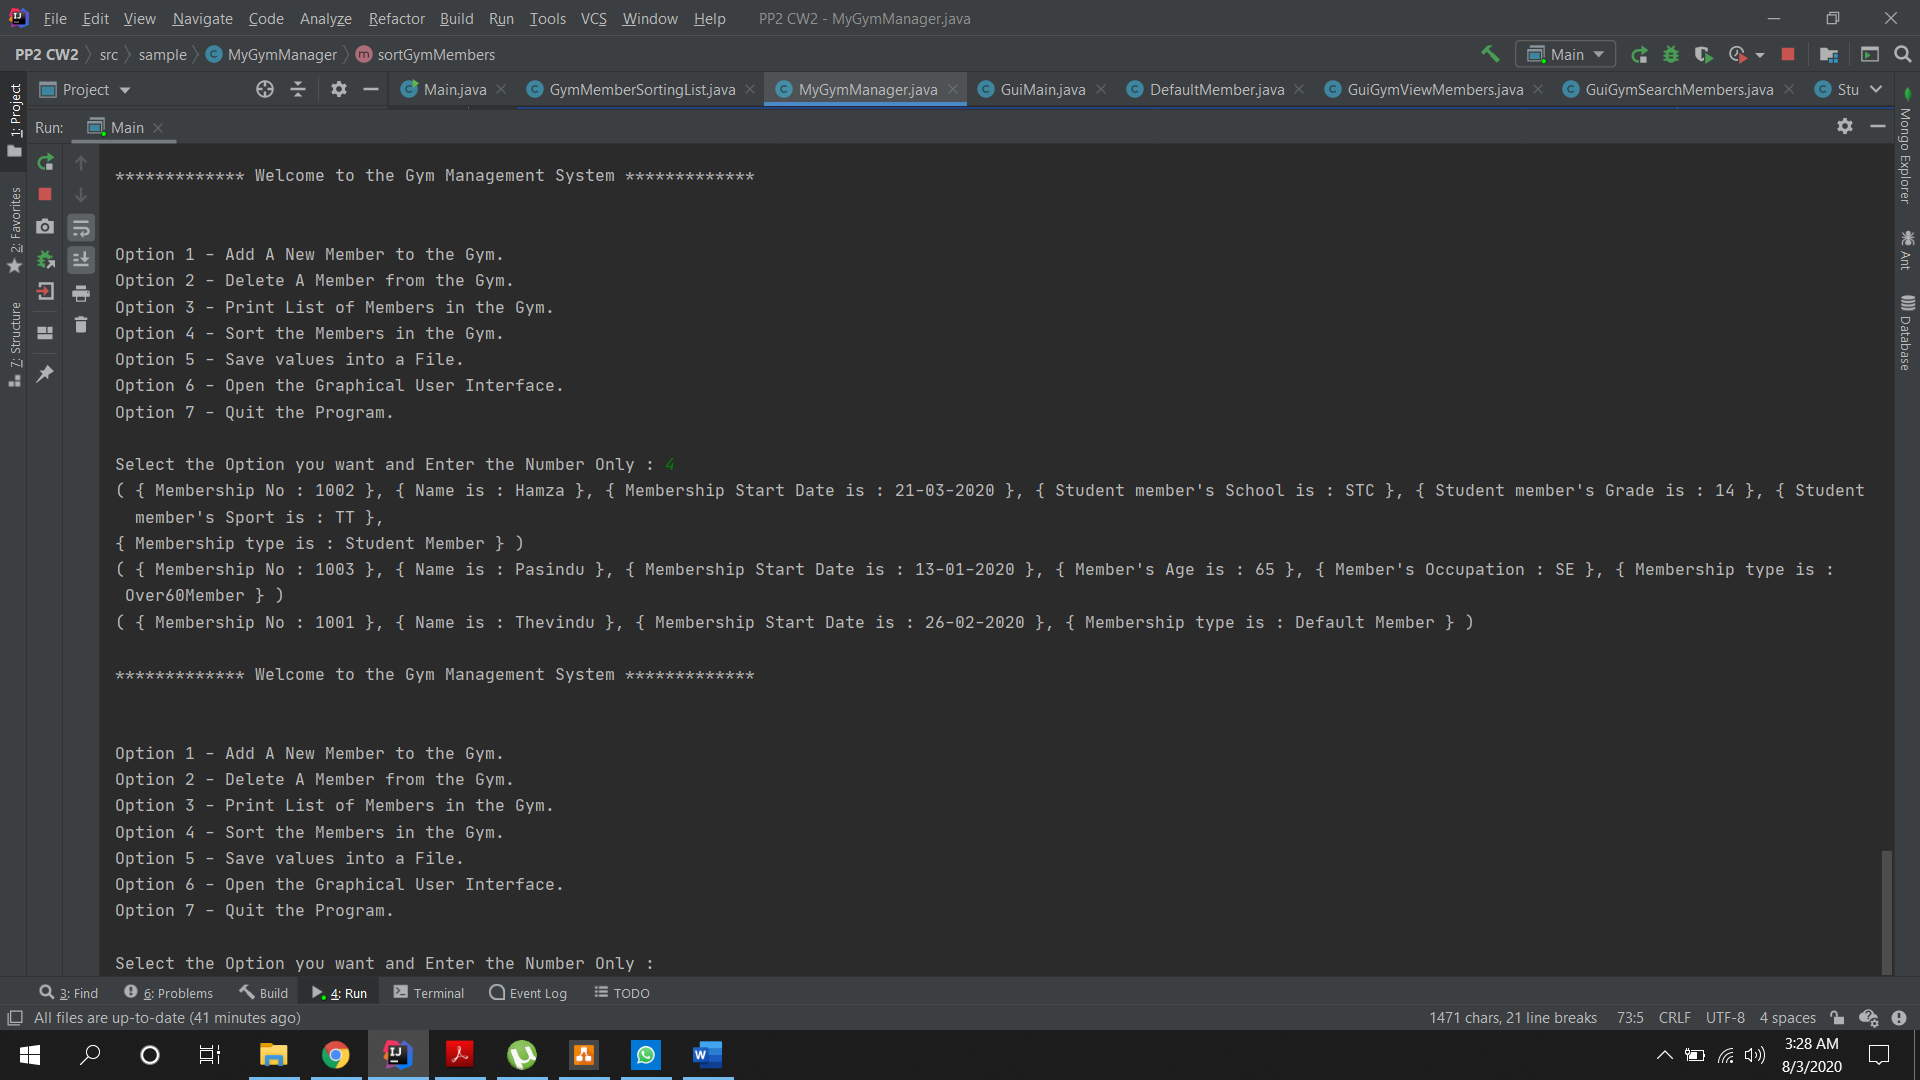 File Edit View Navigate Code Analyze Refactor Build Run Tools VCS Window Help PP2 CW2 - MyGymManager.java
PP2 CW2 src sample MyGymManager sortGymMembers Main
Project Main.java GymMemberSortingList.java MyGymManager.java GuiMain.java DefaultMember.java GuiGymViewMembers.java GuiGymSearchMembers.java Stu
Run: Main
1: Project
2: Favorites
7: Structure
Mongo Explorer
Ant
Database
************* Welcome to the Gym Management System *************
Option 1 - Add A New Member to the Gym.
Option 2 - Delete A Member from the Gym.
Option 3 - Print List of Members in the Gym.
Option 4 - Sort the Members in the Gym.
Option 5 - Save values into a File.
Option 6 - Open the Graphical User Interface.
Option 7 - Quit the Program.
Select the Option you want and Enter the Number Only : 4
( { Membership No : 1002 }, { Name is : Hamza }, { Membership Start Date is : 21-03-2020 }, { Student member's School is : STC }, { Student member's Grade is : 14 }, { Student
member's Sport is : TT },
{ Membership type is : Student Member } )
( { Membership No : 1003 }, { Name is : Pasindu }, { Membership Start Date is : 13-01-2020 }, { Member's Age is : 65 }, { Member's Occupation : SE }, { Membership type is :
Over60Member } )
( { Membership No : 1001 }, { Name is : Thevindu }, { Membership Start Date is : 26-02-2020 }, { Membership type is : Default Member } )
************* Welcome to the Gym Management System *************
Option 1 - Add A New Member to the Gym.
Option 2 - Delete A Member from the Gym.
Option 3 - Print List of Members in the Gym.
Option 4 - Sort the Members in the Gym.
Option 5 - Save values into a File.
Option 6 - Open the Graphical User Interface.
Option 7 - Quit the Program.
Select the Option you want and Enter the Number Only :
3: Find 6: Problems Build 4: Run Terminal Event Log TODO
All files are up-to-date (41 minutes ago) 1471 chars, 21 line breaks 73:5 CRLF UTF-8 4 spaces
3:28 AM
8/3/2020